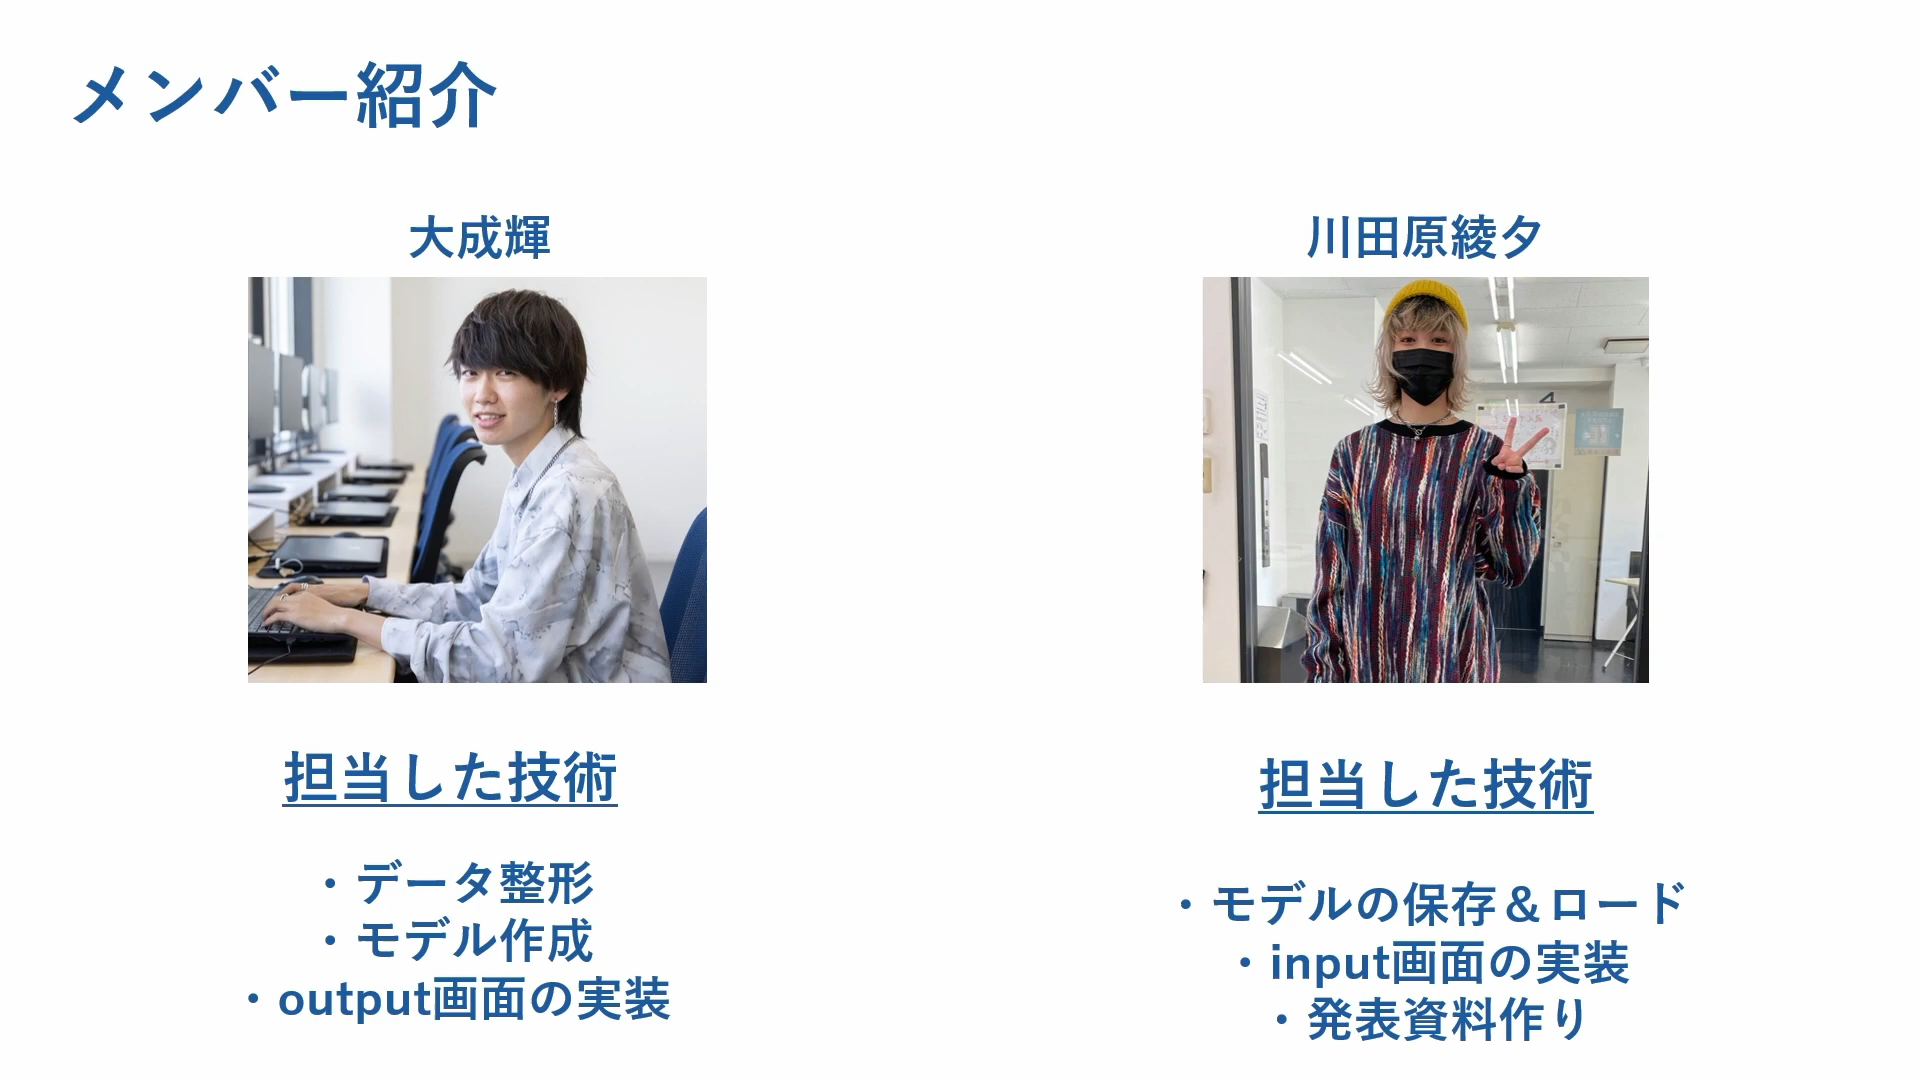 メンバー紹介
大成輝
担当した技術
・データ整形
・モデル作成
・output画面の実装
川田原綾夕
担当した技術
・モデルの保存＆ロード
・input画面の実装
・発表資料作り